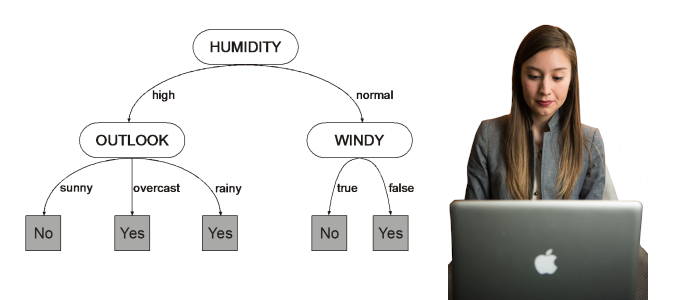 HUMIDITY
high normal
OUTLOOK WINDY
sunny overcast rainy true false
No Yes Yes No Yes